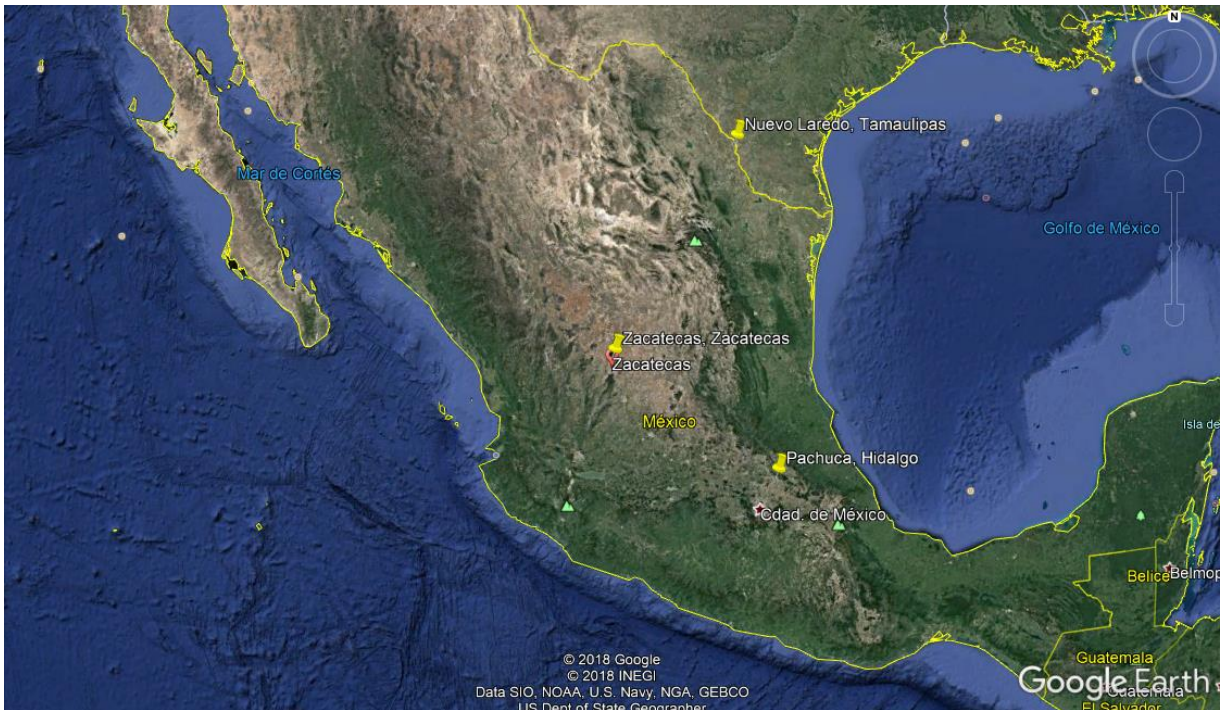 N
Nuevo Laredo, Tamaulipas
Mar de Cortés
Golfo de México
Zacatecas, Zacatecas
Zacatecas
México
Isla de
Pachuca, Hidalgo
Cdad. de México
Belice
Belmop
© 2018 Google
© 2018 INEGI
Data SIO, NOAA, U.S. Navy, NGA, GEBCO
US Dept of State Geographer
Guatemala
Google Earth
Guatemala
El Salvador